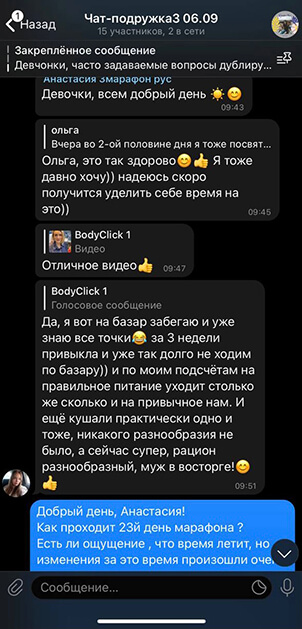 1
Назад
Чат-подружка3 06.09
15 участников, 2 в сети
Закреплённое сообщение
Девчонки, часто задаваемые вопросы дублиру...
Анастасия 3марафон рус
Девочки, всем добрый день ☀️😊
09:43
ольга
Вчера во 2-ой половине дня я тоже посвят...
Ольга, это так здорово😊👍 Я тоже
давно хочу)) надеюсь скоро
получится уделить себе время на
это))
09:45
BodyClick 1
Видео
Отличное видео👍
09:47
BodyClick 1
Голосовое сообщение
Да, я вот на базар забегаю и уже
знаю все точки😂 за 3 недели
привыкла и уже так долго не ходим
по базару)) и по моим подсчётам на
правильное питание уходит столько
же сколько и на привычное нам. И
ещё кушали практически одно и
тоже, никакого разнообразия не
было, а сейчас супер, рацион
разнообразный, муж в восторге!😊
👍
09:51
Добрый день, Анастасия!
Как проходит 23й день марафона ?
Есть ли ощущение , что время летит, но
изменения за это время произошли очен
Сообщение...